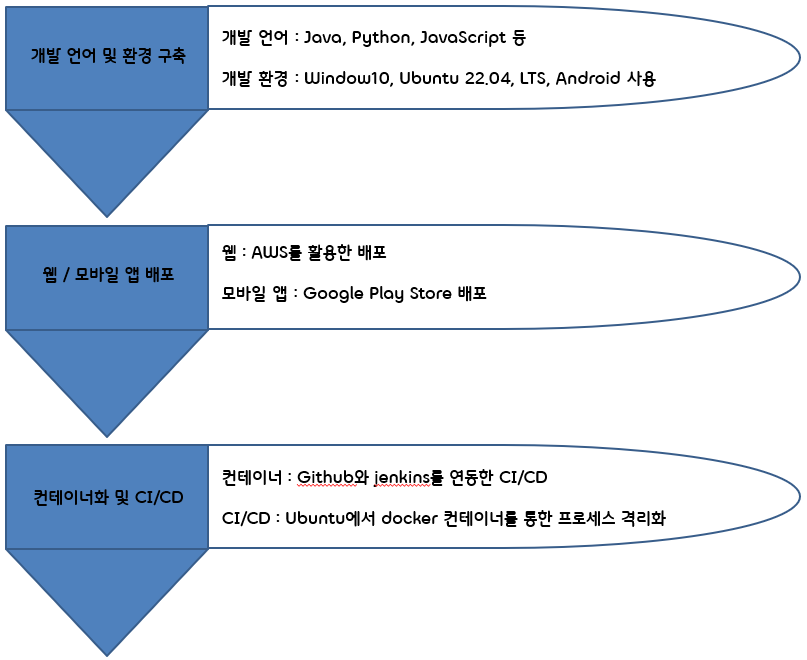 개발 언어 및 환경 구축
개발 언어 : Java, Python, JavaScript 등
개발 환경 : Window10, Ubuntu 22.04, LTS, Android 사용
웹 / 모바일 앱 배포
웹 : AWS를 활용한 배포
모바일 앱 : Google Play Store 배포
컨테이너화 및 CI/CD
컨테이너 : Github와 jenkins를 연동한 CI/CD
CI/CD : Ubuntu에서 docker 컨테이너를 통한 프로세스 격리화